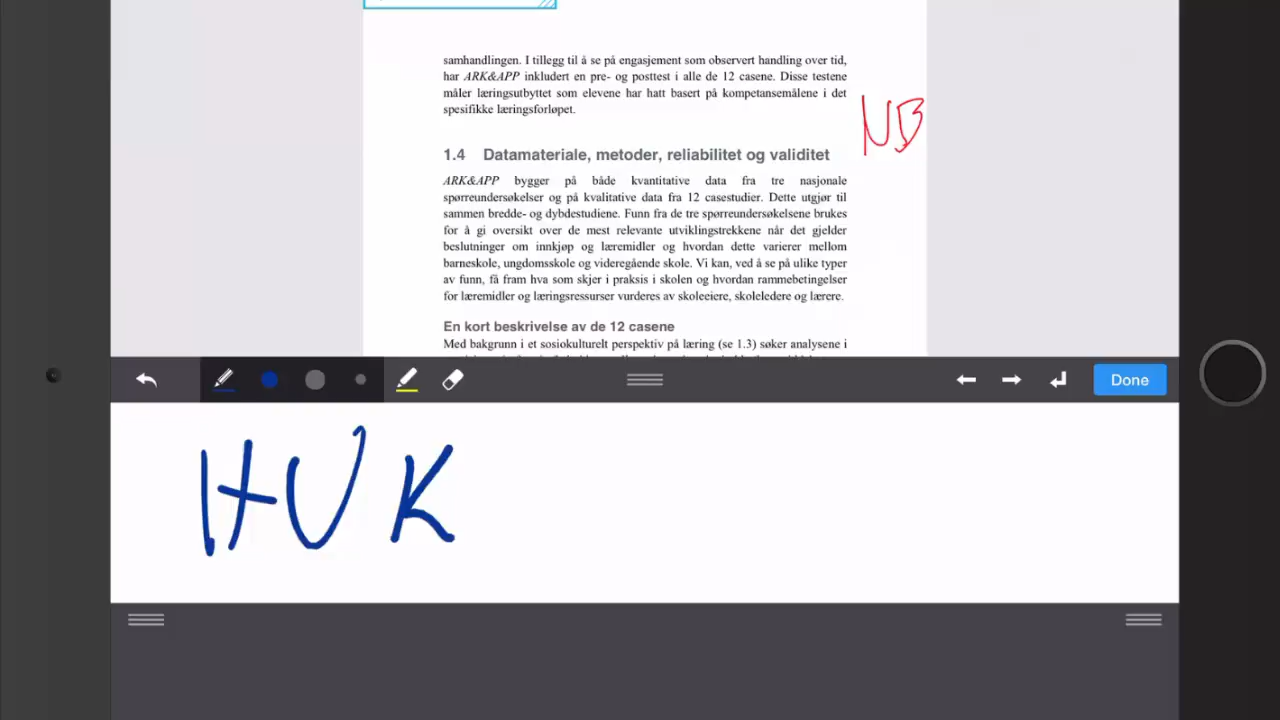 samhandlingen. I tillegg til å se på engasjement som observert handling over tid,
har ARK&APP inkludert en pre- og posttest i alle de 12 casene. Disse testene
måler læringsutbyttet som elevene har hatt basert på kompetansemålene i det
spesifikke læringsforløpet.
NB
1.4 Datamateriale, metoder, reliabilitet og validitet
ARK&APP bygger på både kvantitative data fra tre nasjonale
spørreundersøkelser og på kvalitative data fra 12 casestudier. Dette utgjør til
sammen bredde- og dybdestudiene. Funn fra de tre spørreundersøkelsene brukes
for å gi oversikt over de mest relevante utviklingstrekkene når det gjelder
beslutninger om innkjøp og læremidler og hvordan dette varierer mellom
barneskole, ungdomsskole og videregående skole. Vi kan, ved å se på ulike typer
av funn, få fram hva som skjer i praksis i skolen og hvordan rammebetingelser
for læremidler og læringsressurser vurderes av skoleeiere, skoleledere og lærere.
En kort beskrivelse av de 12 casene
Med bakgrunn i et sosiokulturelt perspektiv på læring (se 1.3) søker analysene i
Done
HUK